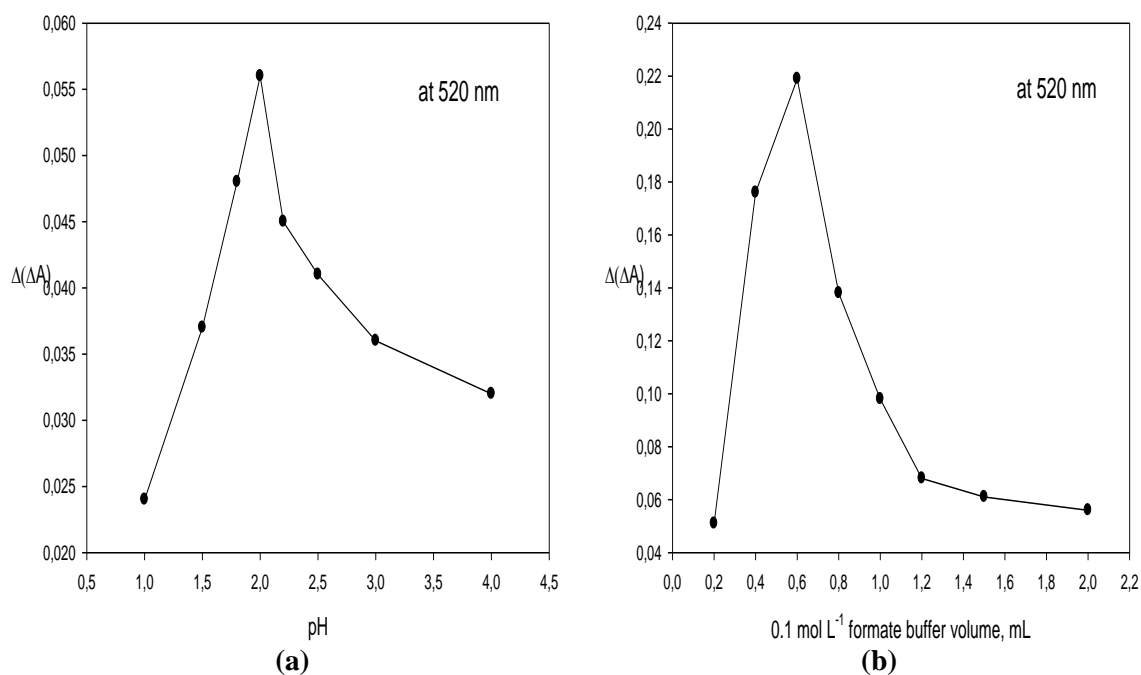 0,060
0,055
0,050
0,045
0,040
0,035
0,030
0,025
0,020
Δ(ΔA)
at 520 nm
0,5 1,0 1,5 2,0 2,5 3,0 3,5 4,0 4,5
pH
(a)
0,24
0,22
0,20
0,18
0,16
0,14
0,12
0,10
0,08
0,06
0,04
Δ(ΔA)
at 520 nm
0,0 0,2 0,4 0,6 0,8 1,0 1,2 1,4 1,6 1,8 2,0 2,2
0.1 mol L⁻¹ formate buffer volume, mL
(b)